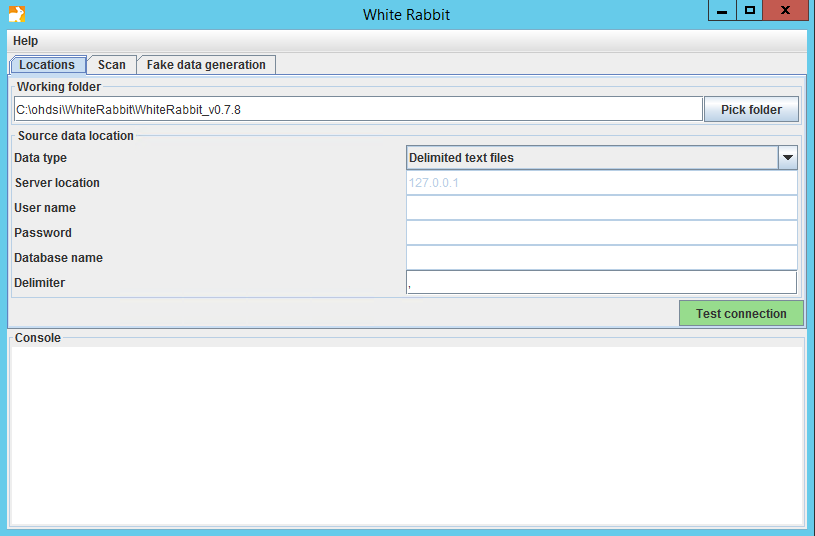 White Rabbit
Help
Locations Scan Fake data generation
Working folder
C:\ohdsi\WhiteRabbit\WhiteRabbit_v0.7.8 Pick folder
Source data location
Data type Delimited text files
Server location 127.0.0.1
User name
Password
Database name
Delimiter ,
Test connection
Console